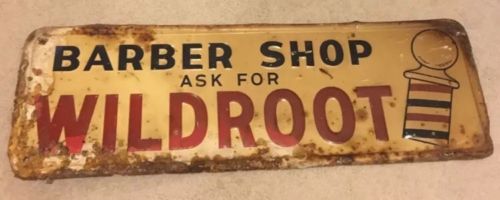 BARBER SHOP
ASK FOR
WILDROOT